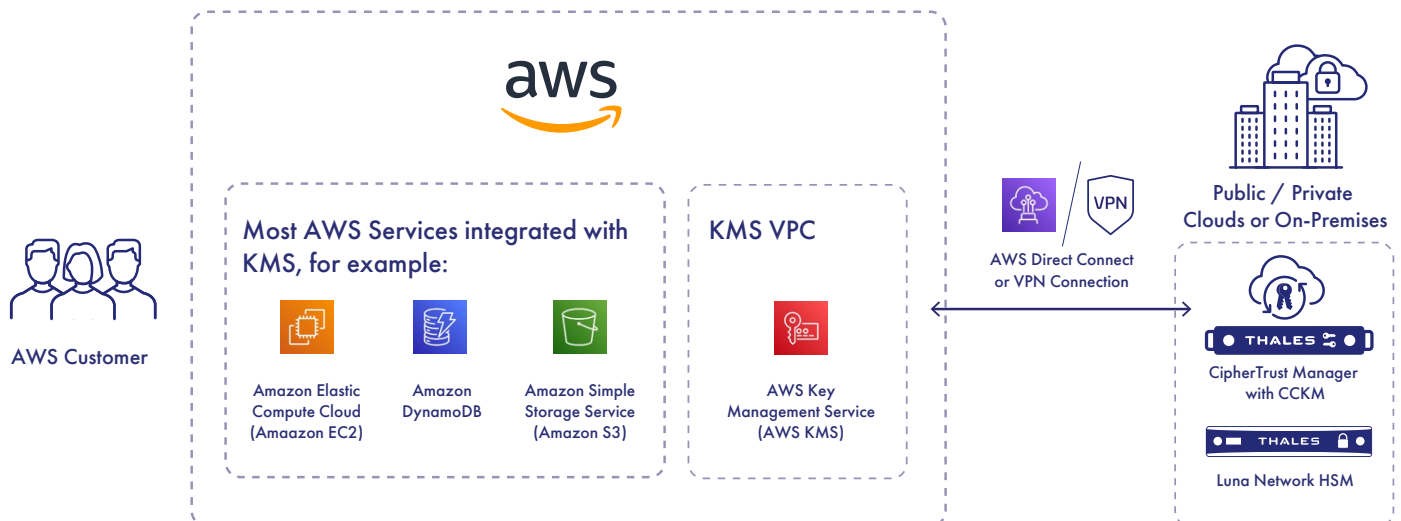 aws
Most AWS Services integrated with
KMS, for example:
Amazon Elastic
Compute Cloud
(Amaazon EC2)
Amazon
DynamoDB
Amazon Simple
Storage Service
(Amazon S3)
KMS VPC
AWS Key
Management Service
(AWS KMS)
AWS Customer
VPN
AWS Direct Connect
or VPN Connection
Public / Private
Clouds or On-Premises
THALES
CipherTrust Manager
with CCKM
THALES
Luna Network HSM